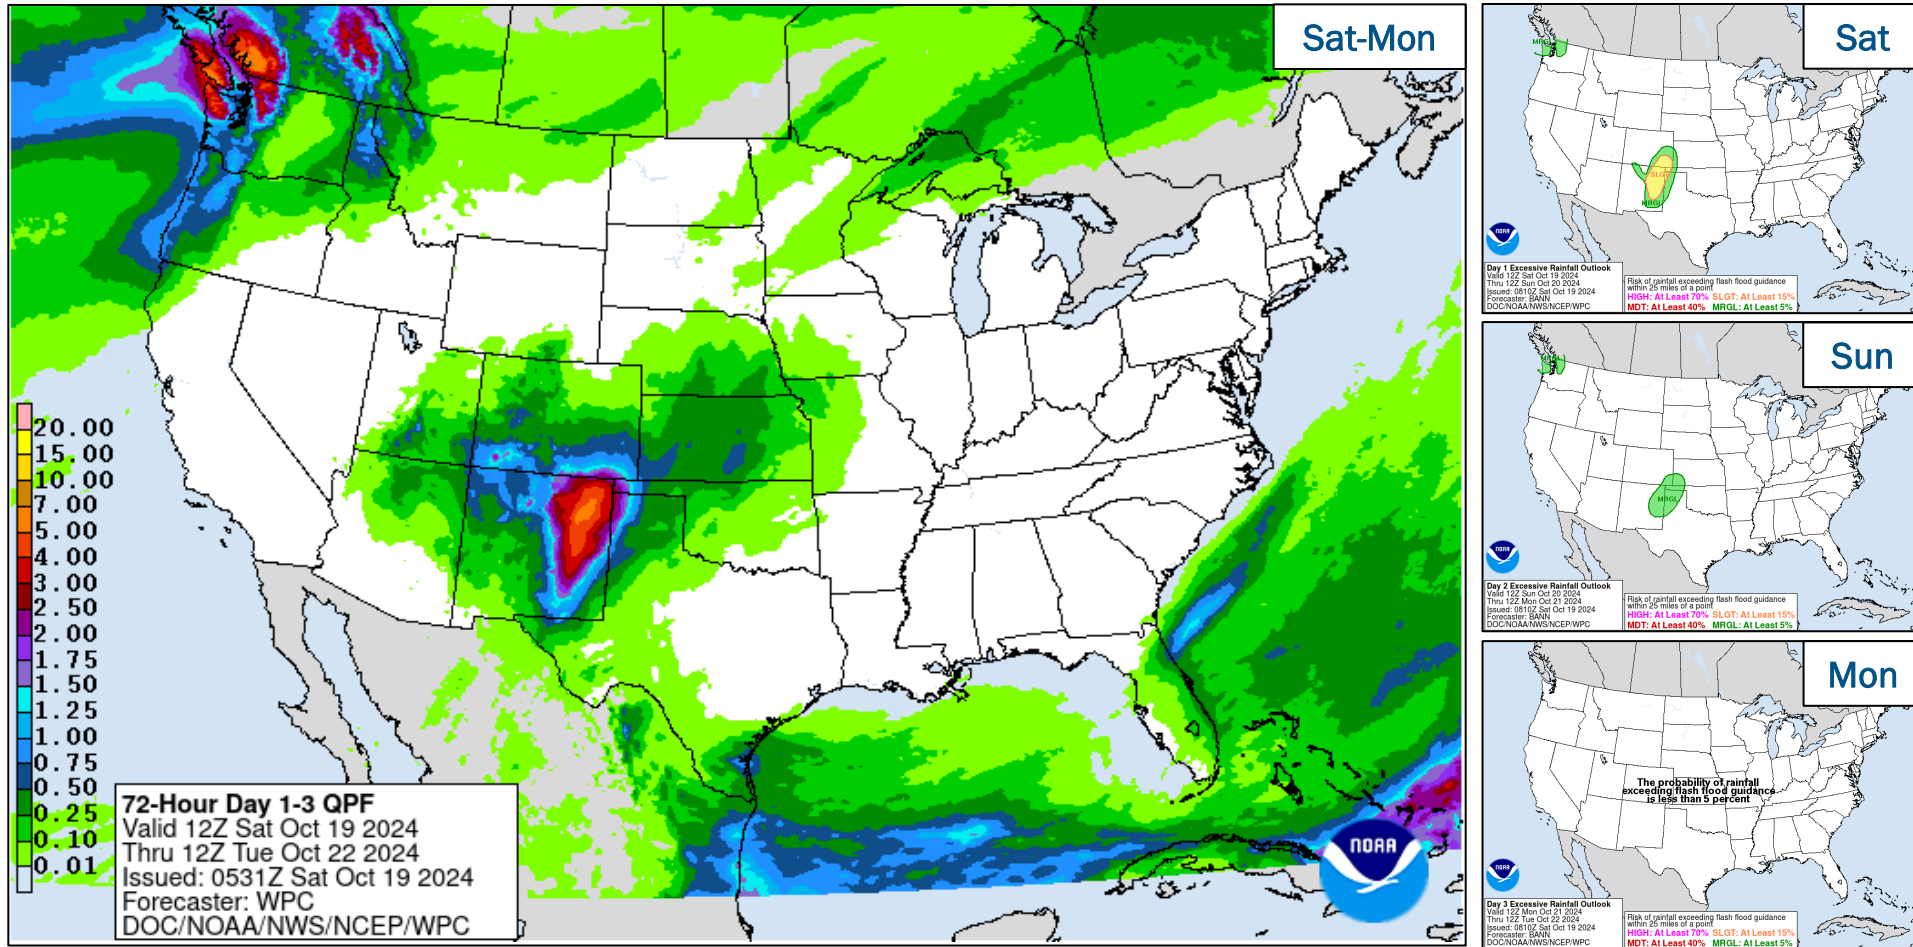 Sat-Mon
20.00
15.00
10.00
7.00
5.00
4.00
3.00
2.50
2.00
1.75
1.50
1.25
1.00
0.75
0.50
0.25
0.10
0.01
72-Hour Day 1-3 QPF
Valid 12Z Sat Oct 19 2024
Thru 12Z Tue Oct 22 2024
Issued: 0531Z Sat Oct 19 2024
Forecaster: WPC
DOC/NOAA/NWS/NCEP/WPC
NOAA
Sat
SLGT
MRGL
NOAA
Day 1 Excessive Rainfall Outlook
Valid 12Z Sat Oct 19 2024
Thru 12Z Sun Oct 20 2024
Issued: 0810Z Sat Oct 19 2024
Forecaster: BANN
DOC/NOAA/NWS/NCEP/WPC
Risk of rainfall exceeding flash flood guidance
within 25 miles of a point
HIGH: At Least 70% SLGT: At Least 15%
MDT: At Least 40% MRGL: At Least 5%
Sun
MRGL
NOAA
Day 2 Excessive Rainfall Outlook
Valid 12Z Sun Oct 20 2024
Thru 12Z Mon Oct 21 2024
Issued: 0810Z Sat Oct 19 2024
Forecaster: BANN
DOC/NOAA/NWS/NCEP/WPC
Risk of rainfall exceeding flash flood guidance
within 25 miles of a point
HIGH: At Least 70% SLGT: At Least 15%
MDT: At Least 40% MRGL: At Least 5%
Mon
The probability of rainfall
exceeding flash flood guidance
is less than 5 percent
NOAA
Day 3 Excessive Rainfall Outlook
Valid 12Z Mon Oct 21 2024
Thru 12Z Tue Oct 22 2024
Issued: 0810Z Sat Oct 19 2024
Forecaster: BANN
DOC/NOAA/NWS/NCEP/WPC
Risk of rainfall exceeding flash flood guidance
within 25 miles of a point
HIGH: At Least 70% SLGT: At Least 15%
MDT: At Least 40% MRGL: At Least 5%